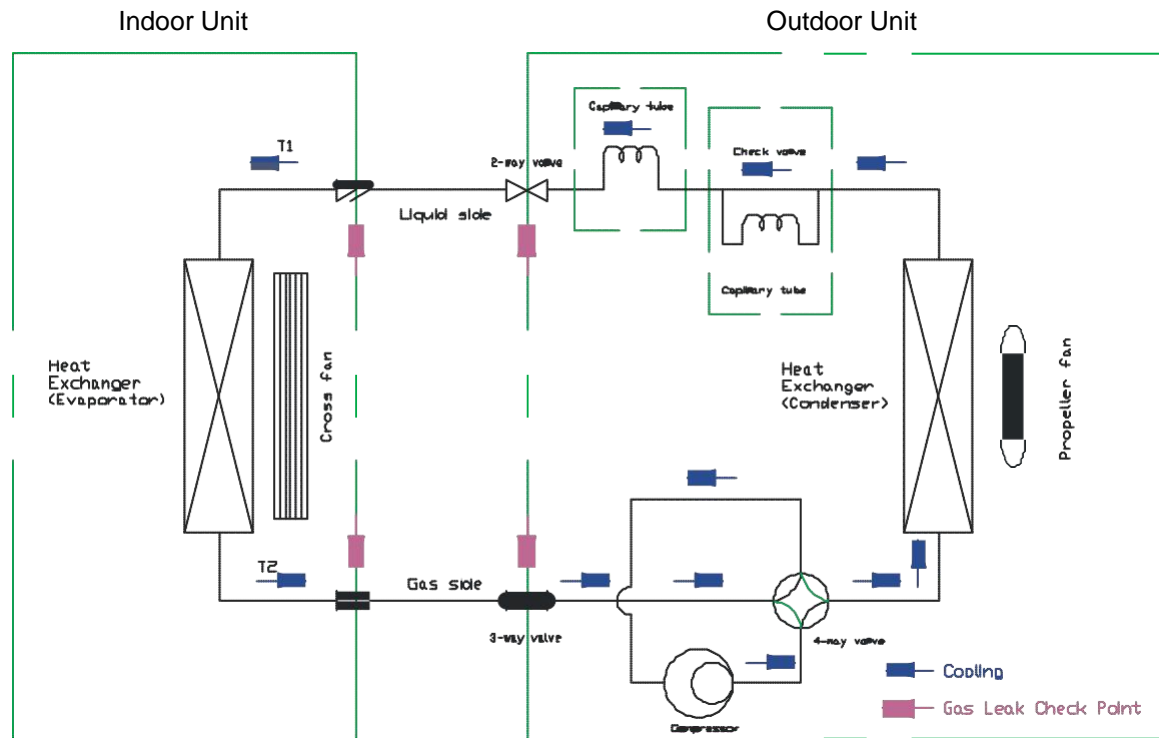 Indoor Unit
Outdoor Unit
Capillary tube
T1
2-way valve
Check valve
Liquid side
Capillary tube
Heat
Exchanger
(Evaporator)
Cross fan
Heat
Exchanger
(Condenser)
Propeller fan
T2
Gas side
3-way valve
4-way valve
Cooling
Gas Leak Check Point
Compressor